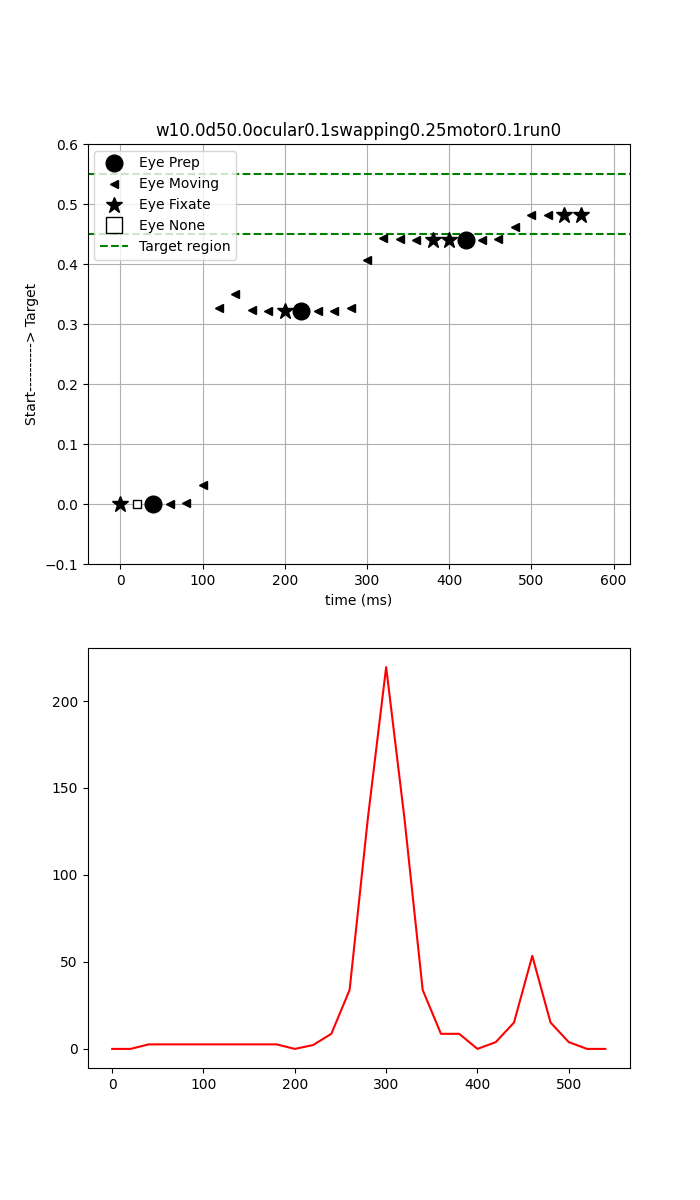 w10.0d50.0ocular0.1swapping0.25motor0.1run0
0.6
0.5
0.4
0.3
0.2
0.1
0.0
−0.1
Start----------> Target
Eye Prep
Eye Moving
Eye Fixate
Eye None
Target region
0 100 200 300 400 500 600
time (ms)
200
150
100
50
0
0 100 200 300 400 500